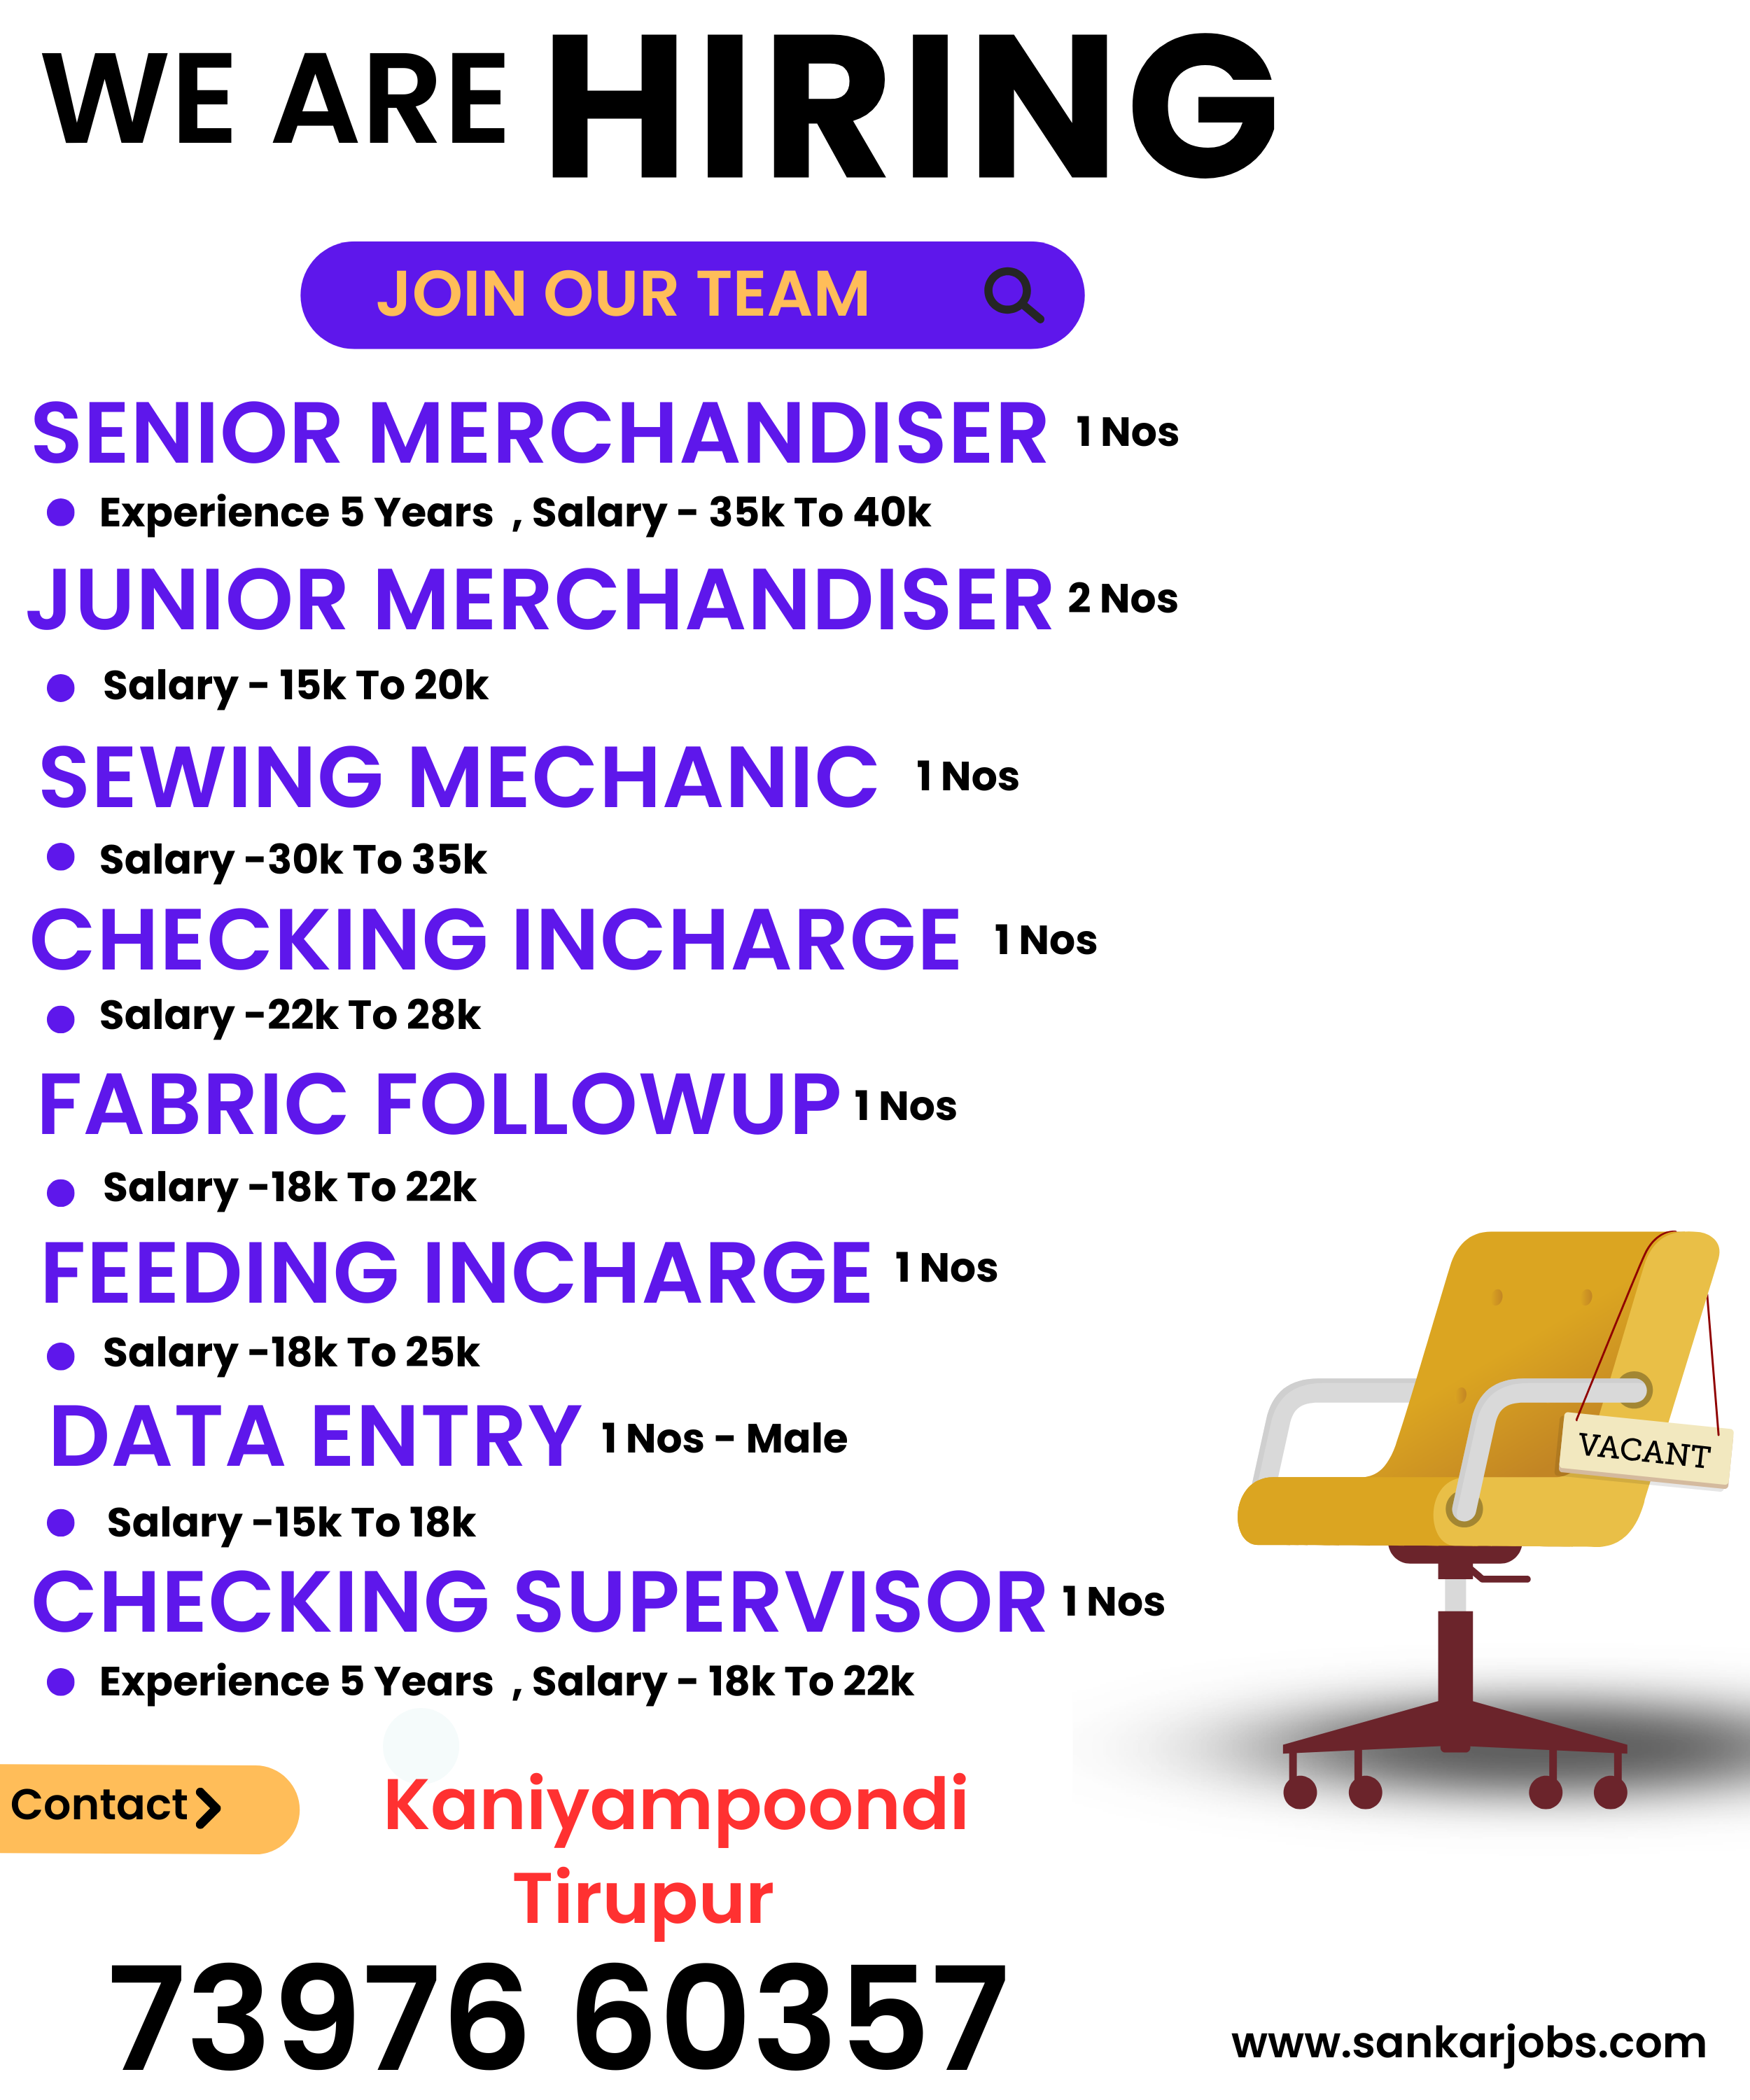 WE ARE HIRING
JOIN OUR TEAM
SENIOR MERCHANDISER 1 Nos
Experience 5 Years , Salary - 35k To 40k
JUNIOR MERCHANDISER 2 Nos
Salary - 15k To 20k
SEWING MECHANIC 1 Nos
Salary -30k To 35k
CHECKING INCHARGE 1 Nos
Salary -22k To 28k
FABRIC FOLLOWUP 1 Nos
Salary -18k To 22k
FEEDING INCHARGE 1 Nos
Salary -18k To 25k
DATA ENTRY 1 Nos - Male
Salary -15k To 18k
CHECKING SUPERVISOR 1 Nos
Experience 5 Years , Salary - 18k To 22k
VACANT
Contact
Kaniyampoondi
Tirupur
73976 60357
www.sankarjobs.com